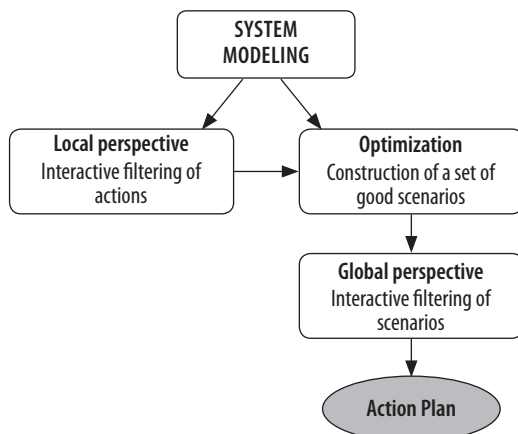 SYSTEM
MODELING
Local perspective
Interactive filtering of
actions
Optimization
Construction of a set of
good scenarios
Global perspective
Interactive filtering of
scenarios
Action Plan